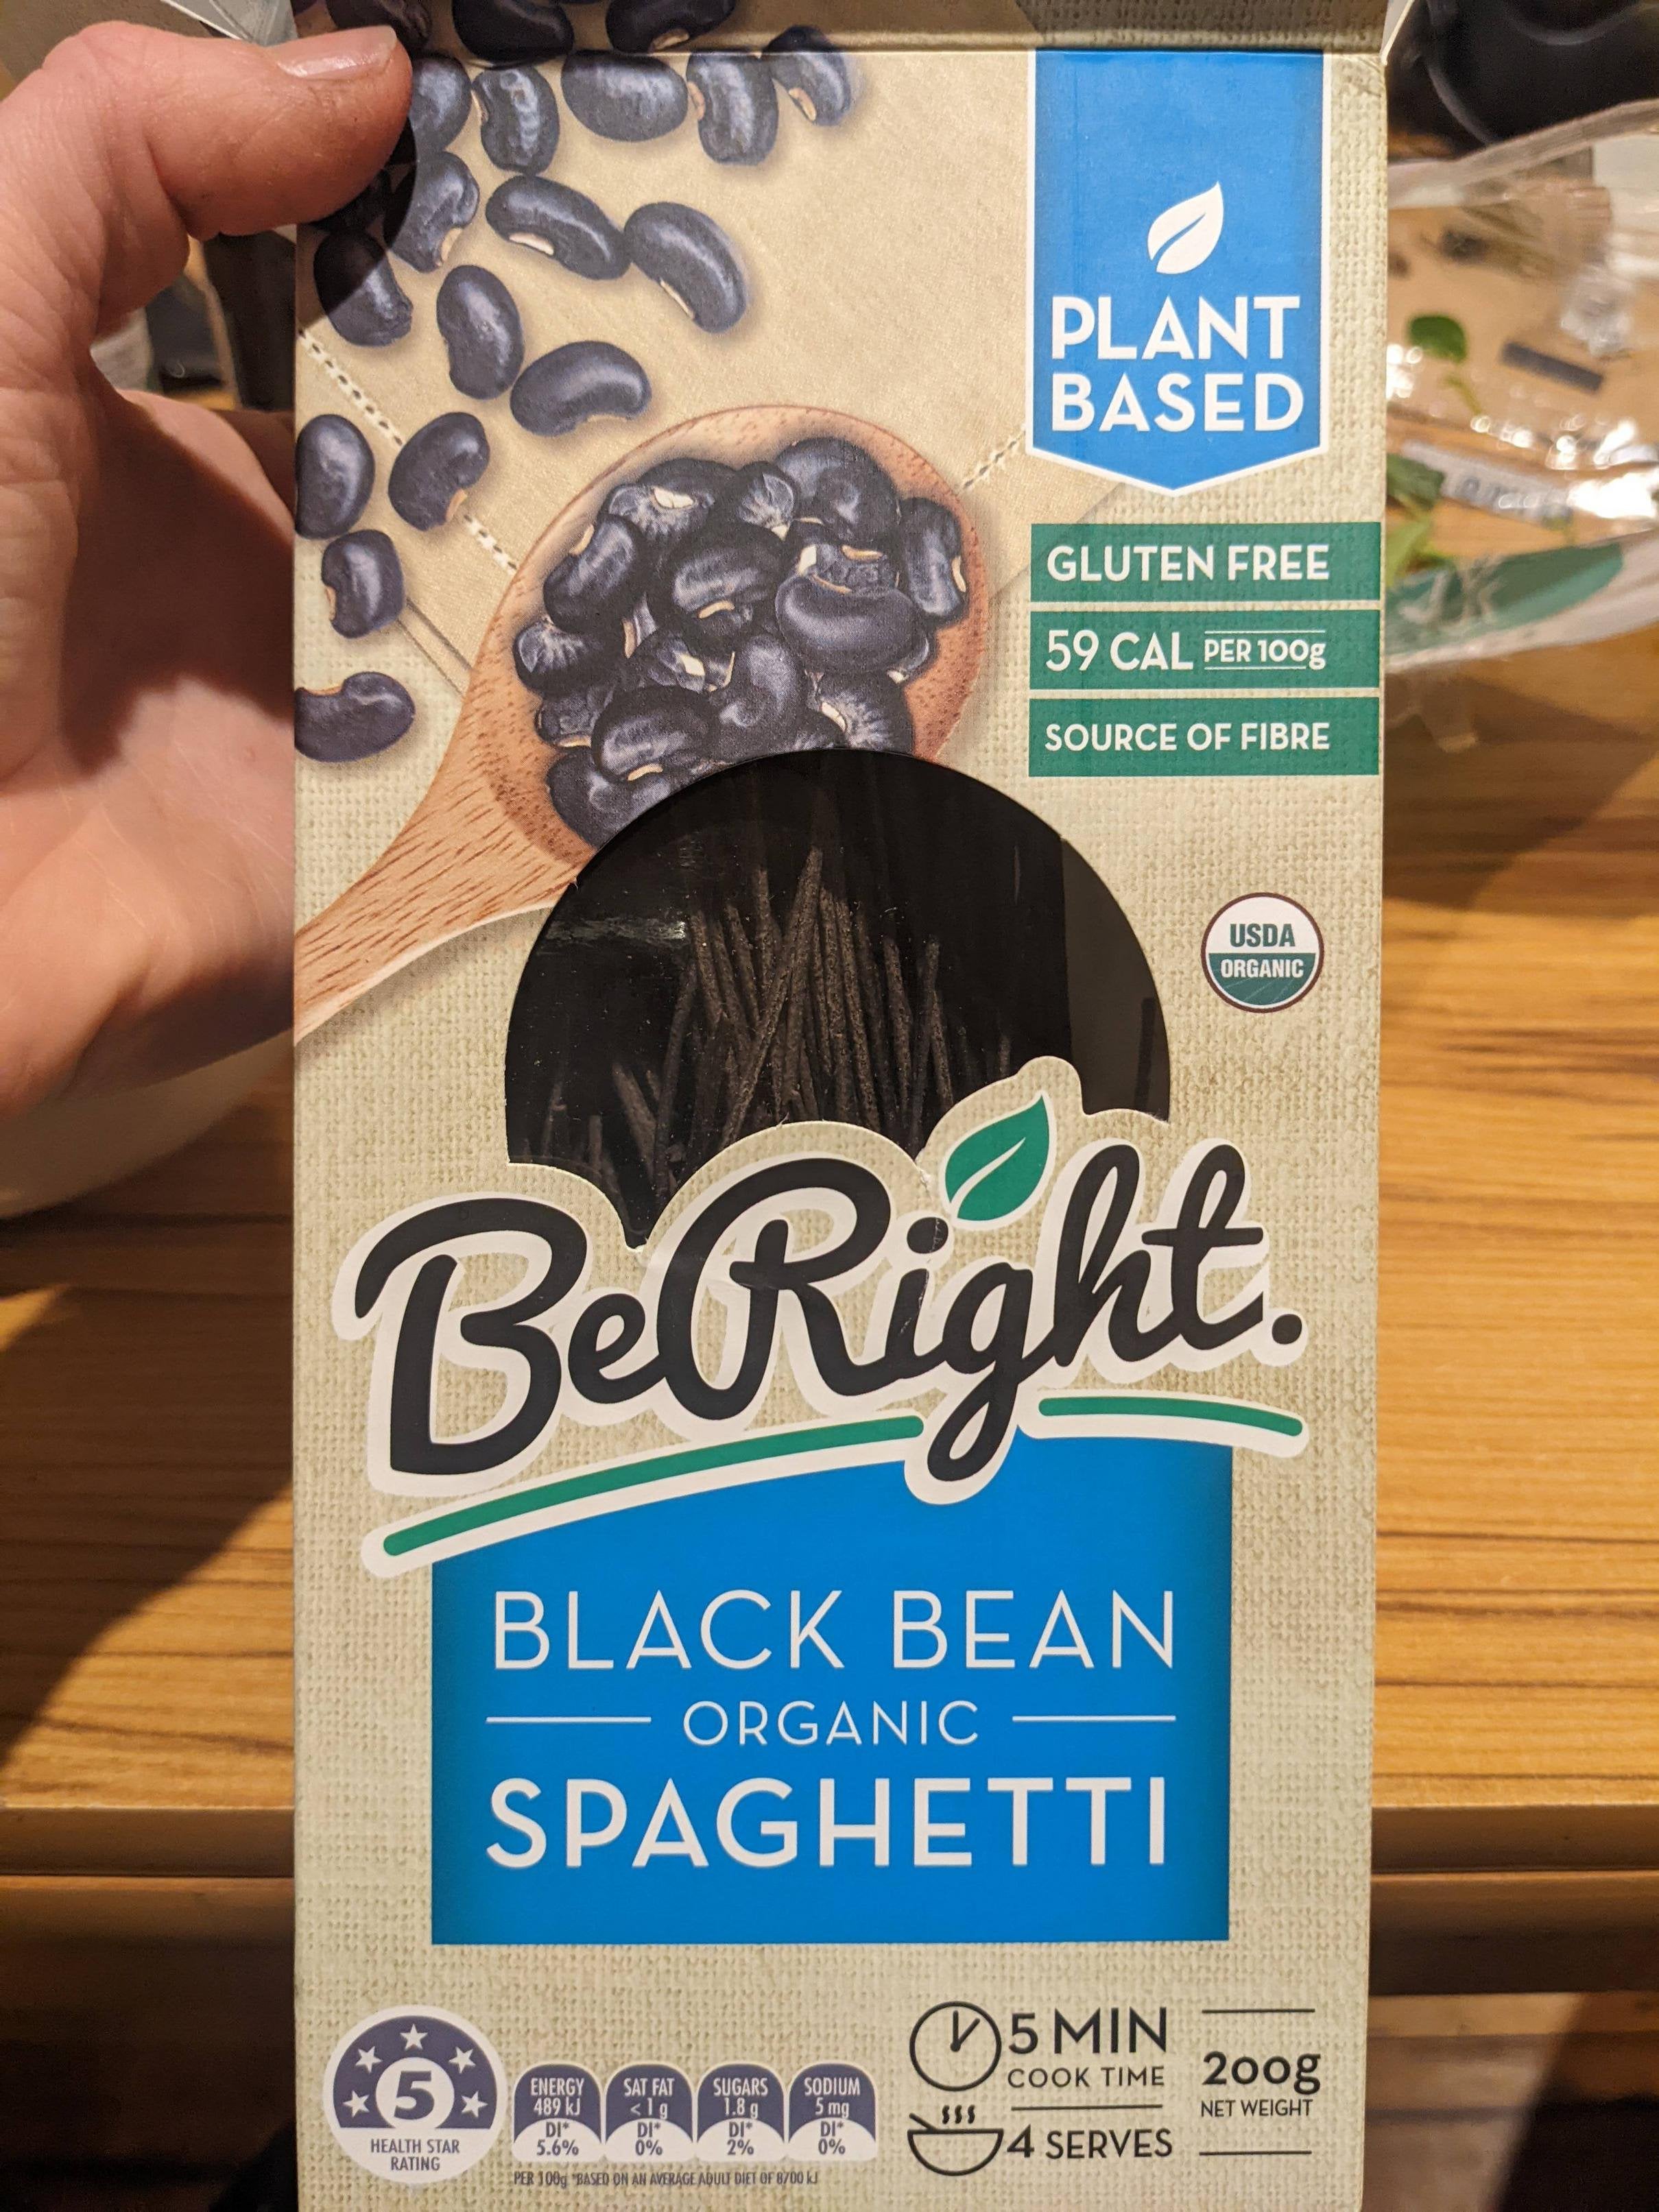 PLANT
BASED
GLUTEN FREE
59 CAL PER 100g
SOURCE OF FIBRE
USDA
ORGANIC
BeRight.
BLACK BEAN
ORGANIC
SPAGHETTI
5
HEALTH STAR
RATING
ENERGY
489 kJ
DI*
5.6%
SAT FAT
<1 g
DI*
0%
SUGARS
1.8 g
DI*
2%
SODIUM
5 mg
DI*
0%
PER 100g *BASED ON AN AVERAGE ADULT DIET OF 8700 kJ
5 MIN
COOK TIME
4 SERVES
200g
NET WEIGHT